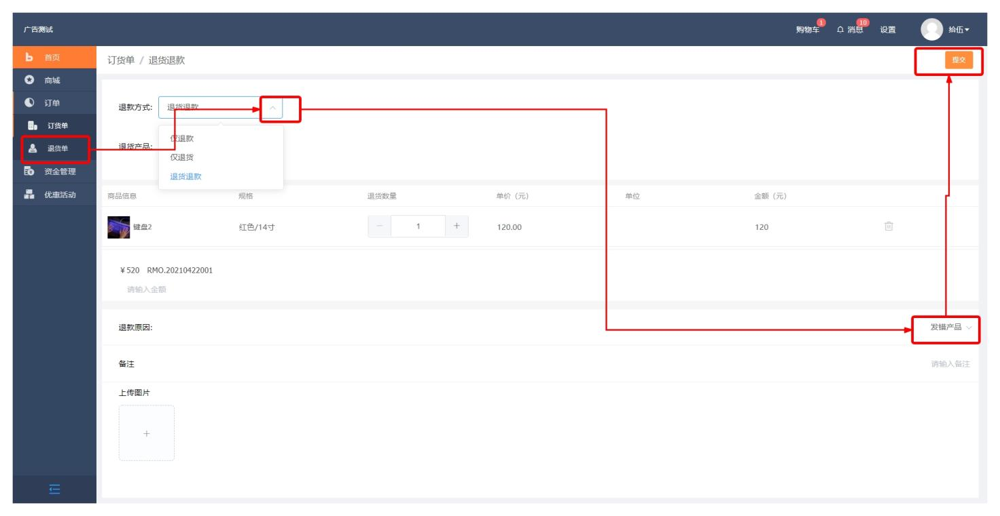 广告测试
购物车 1
消息 10
设置
拾伍
首页
商城
订单
订货单
退货单
资金管理
优惠活动
订货单 / 退货退款
提交
退款方式: 退货退款
仅退款
仅退货
退货退款
退货产品:
商品信息 规格 退货数量 单价（元） 单位 金额（元）
键盘2 红色/14寸 － 1 + 120.00 120
¥520 RMO.20210422001
请输入金额
退款原因: 发错产品
备注 请输入备注
上传图片
+